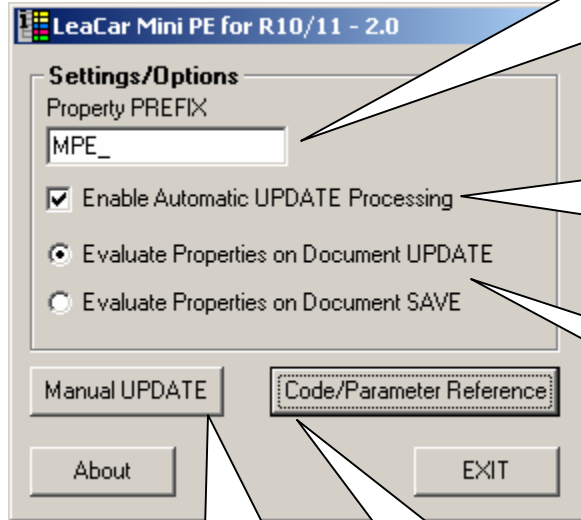 LeaCar Mini PE for R10/11 - 2.0
Settings/Options
Property PREFIX
MPE_
Enable Automatic UPDATE Processing
Evaluate Properties on Document UPDATE
Evaluate Properties on Document SAVE
Manual UPDATE
Code/Parameter Reference
About
EXIT